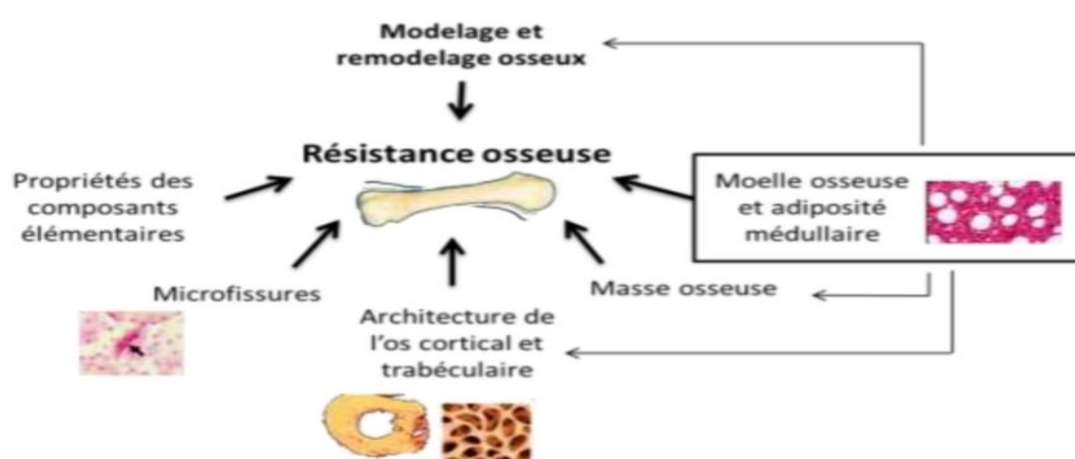 Modelage et
remodelage osseux
Résistance osseuse
Propriétés des
composants
élémentaires
Moelle osseuse
et adiposité
médullaire
Microfissures
Masse osseuse
Architecture de
l'os cortical et
trabéculaire